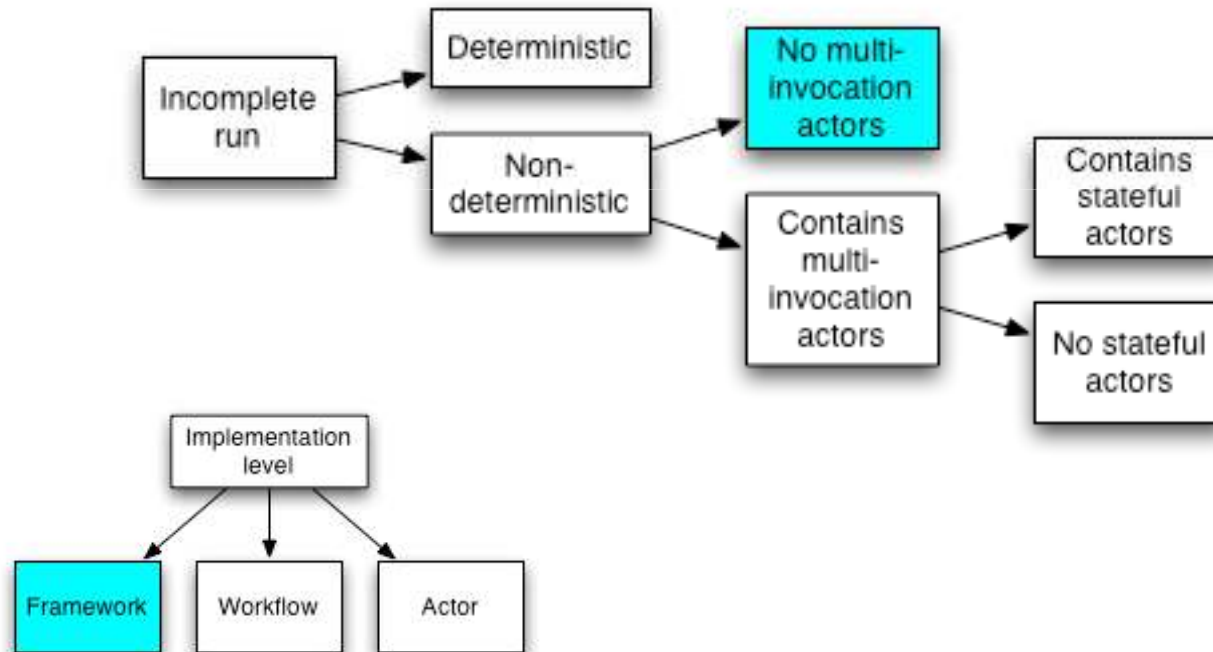 Incomplete
run
Deterministic
Non-
deterministic
No multi-
invocation
actors
Contains
multi-
invocation
actors
Contains
stateful
actors
No stateful
actors
Implementation
level
Framework
Workflow
Actor